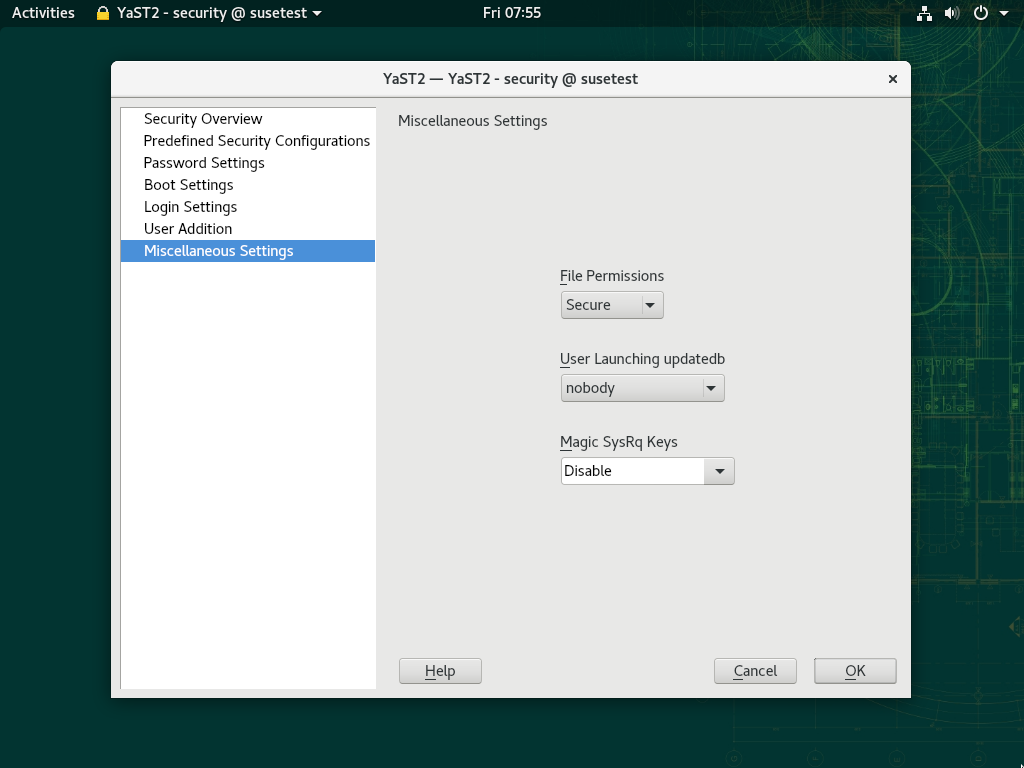 Activities
YaST2 - security @ susetest
Fri 07:55
YaST2 — YaST2 - security @ susetest
Security Overview
Predefined Security Configurations
Password Settings
Boot Settings
Login Settings
User Addition
Miscellaneous Settings
Miscellaneous Settings
File Permissions
Secure
User Launching updatedb
nobody
Magic SysRq Keys
Disable
Help
Cancel
OK